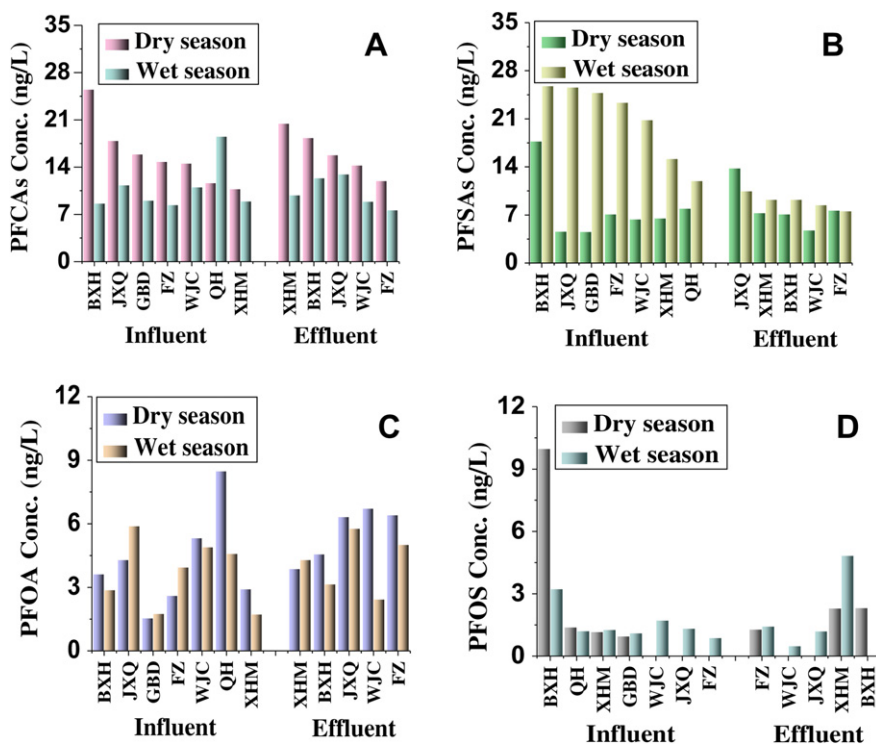 A
Dry season
Wet season
PFCAs Conc. (ng/L)
35
28
21
14
7
0
BXH JXQ GBD FZ WJC QH XHM XHM BXH JXQ WJC FZ
Influent Effluent
B
Dry season
Wet season
PFSAs Conc. (ng/L)
35
28
21
14
7
0
BXH JXQ GBD FZ WJC XHM QH JXQ XHM BXH WJC FZ
Influent Effluent
C
Dry season
Wet season
PFOA Conc. (ng/L)
12
9
6
3
0
BXH JXQ GBD FZ WJC QH XHM XHM BXH JXQ WJC FZ
Influent Effluent
D
Dry season
Wet season
PFOS Conc. (ng/L)
12
9
6
3
0
BXH QH XHM GBD WJC JXQ FZ FZ WJC JXQ XHM BXH
Influent Effluent